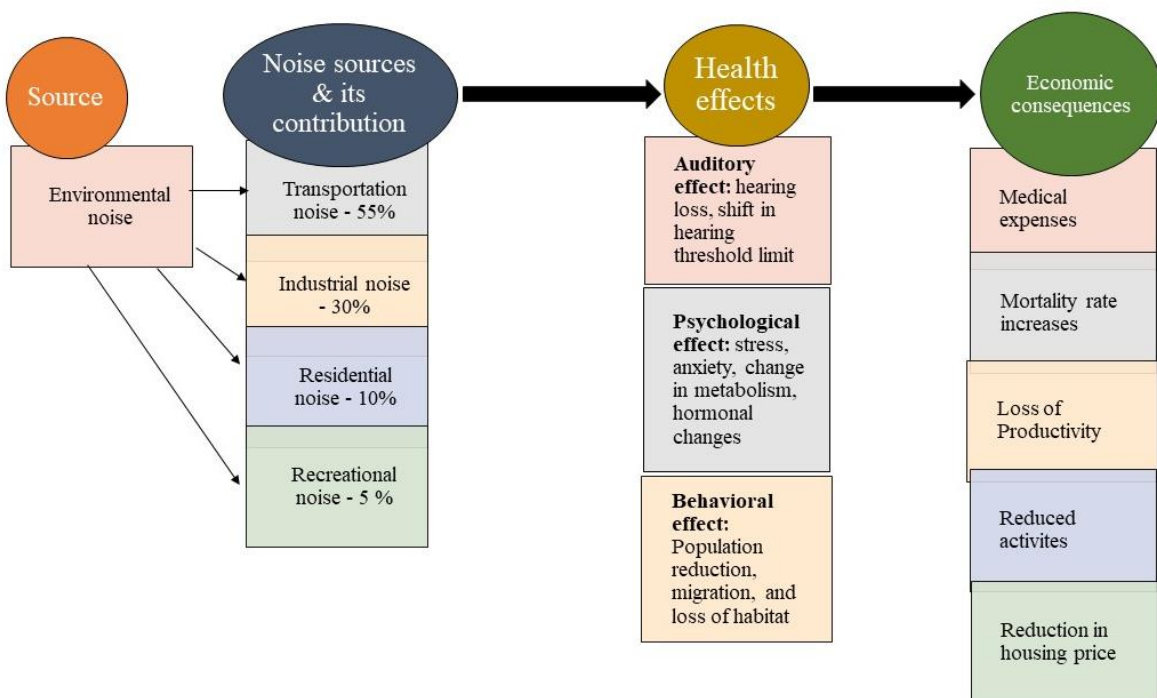 Source
Environmental
noise
Noise sources
& its
contribution
Transportation
noise - 55%
Industrial noise
- 30%
Residential
noise - 10%
Recreational
noise - 5 %
Health
effects
Auditory
effect: hearing
loss, shift in
hearing
threshold limit
Psychological
effect: stress,
anxiety, change
in metabolism,
hormonal
changes
Behavioral
effect:
Population
reduction,
migration, and
loss of habitat
Economic
consequences
Medical
expenses
Mortality rate
increases
Loss of
Productivity
Reduced
activites
Reduction in
housing price